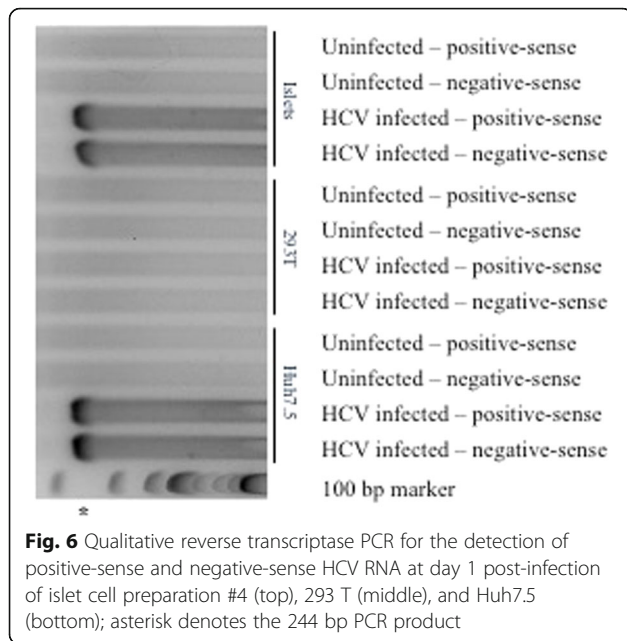 Uninfected – positive-sense
Uninfected – negative-sense
HCV infected – positive-sense
HCV infected – negative-sense
Islets
Uninfected – positive-sense
Uninfected – negative-sense
HCV infected – positive-sense
HCV infected – negative-sense
293T
Uninfected – positive-sense
Uninfected – negative-sense
HCV infected – positive-sense
HCV infected – negative-sense
Huh7.5
100 bp marker
*
Fig. 6 Qualitative reverse transcriptase PCR for the detection of
positive-sense and negative-sense HCV RNA at day 1 post-infection
of islet cell preparation #4 (top), 293 T (middle), and Huh7.5
(bottom); asterisk denotes the 244 bp PCR product